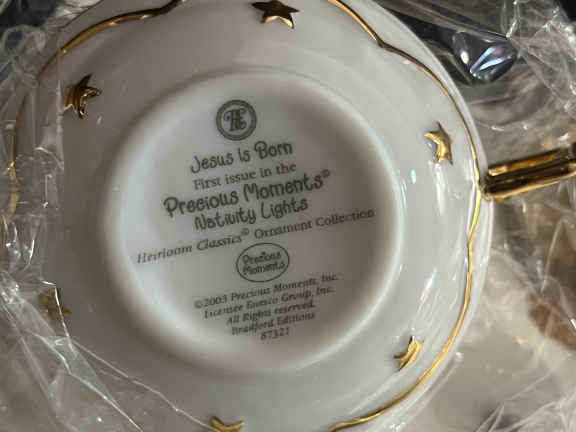 Jesus Is Born
First issue in the
Precious Moments®
Nativity Lights
Heirloom Classics® Ornament Collection
Precious
Moments
©2003 Precious Moments, Inc.
Licensee Enesco Group, Inc.
All Rights reserved.
Bradford Editions
87321